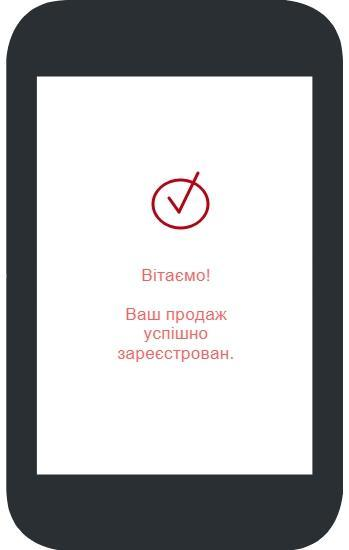 Вітаємо!
Ваш продаж
успішно
зареєстрован.